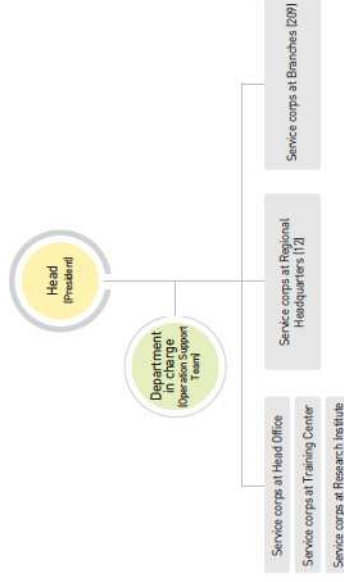 Head
(President)
Department
in charge
(Operation Support
Team)
Service corps at Head Office
Service corps at Training Center
Service corps at Research Institute
Service corps at Regional
Headquarters (12)
Service corps at Branches (209)